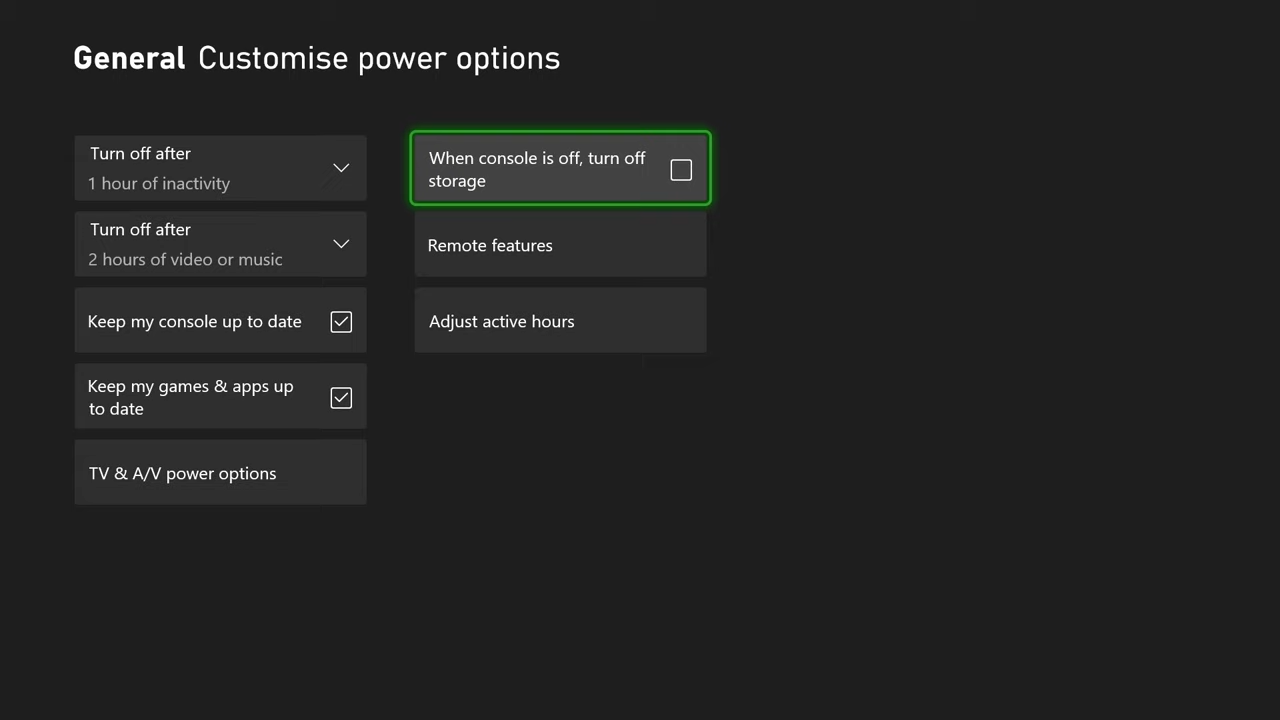 General Customise power options
Turn off after
1 hour of inactivity
Turn off after
2 hours of video or music
Keep my console up to date
Keep my games & apps up
to date
TV & A/V power options
When console is off, turn off
storage
Remote features
Adjust active hours